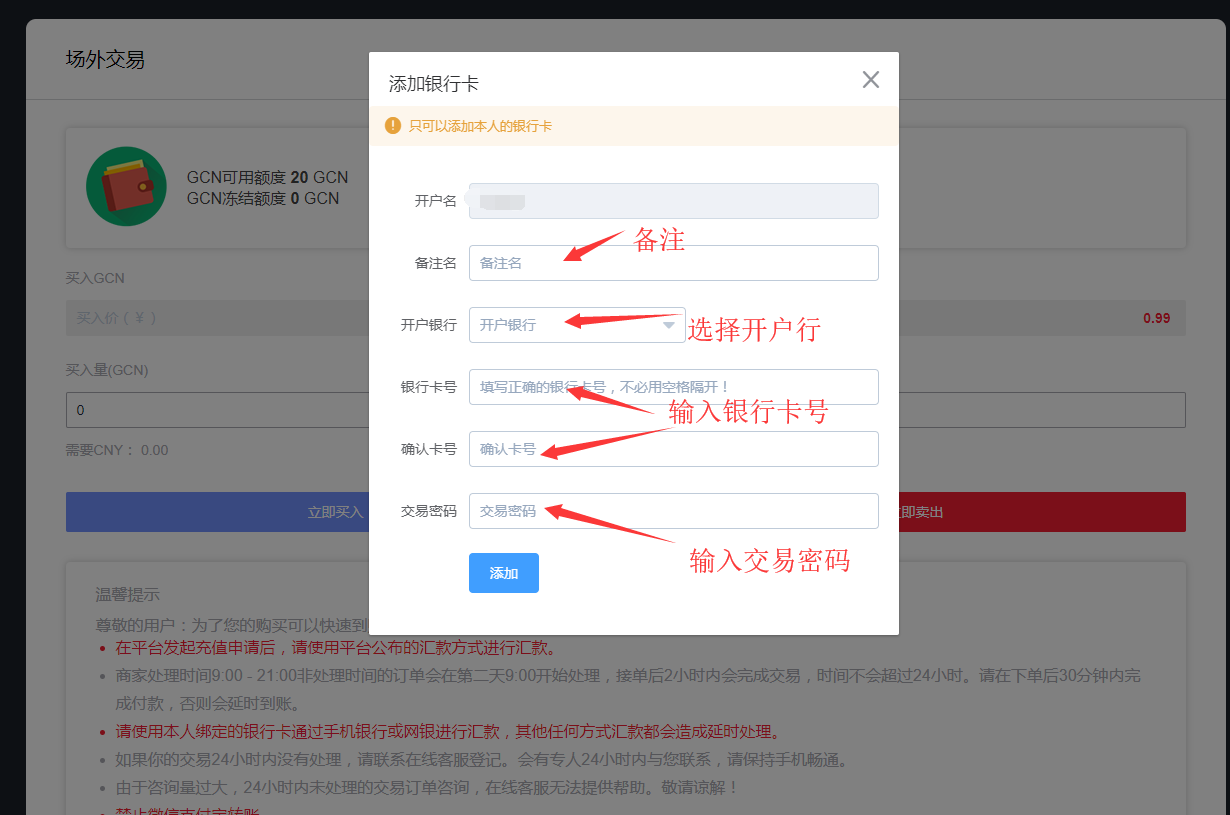 场外交易
添加银行卡
只可以添加本人的银行卡
GCN可用额度 20 GCN
GCN冻结额度 0 GCN
开户名
备注
备注名 备注名
买入GCN
开户银行 开户银行
选择开户行
买入价（￥）
0.99
买入量(GCN)
银行卡号 填写正确的银行卡号，不必用空格隔开！
输入银行卡号
0
确认卡号 确认卡号
需要CNY： 0.00
交易密码 交易密码
立即买入
即卖出
输入交易密码
添加
温馨提示
尊敬的用户：为了您的购买可以快速到
在平台发起充值申请后，请使用平台公布的汇款方式进行汇款。
商家处理时间9:00 - 21:00非处理时间的订单会在第二天9:00开始处理，接单后2小时内会完成交易，时间不会超过24小时。请在下单后30分钟内完
成付款，否则会延时到账。
请使用本人绑定的银行卡通过手机银行或网银进行汇款，其他任何方式汇款都会造成延时处理。
如果你的交易24小时内没有处理，请联系在线客服登记。会有专人24小时内与您联系，请保持手机畅通。
由于咨询量过大，24小时内未处理的交易订单咨询，在线客服无法提供帮助。敬请谅解！